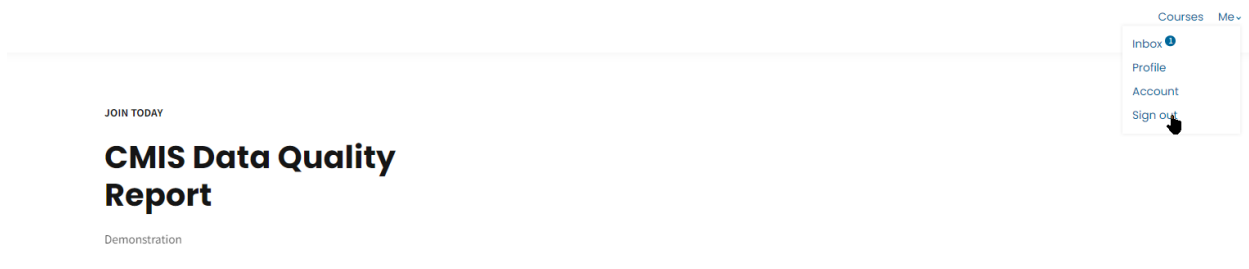 Courses Me
Inbox 1
Profile
Account
Sign out
JOIN TODAY
CMIS Data Quality
Report
Demonstration